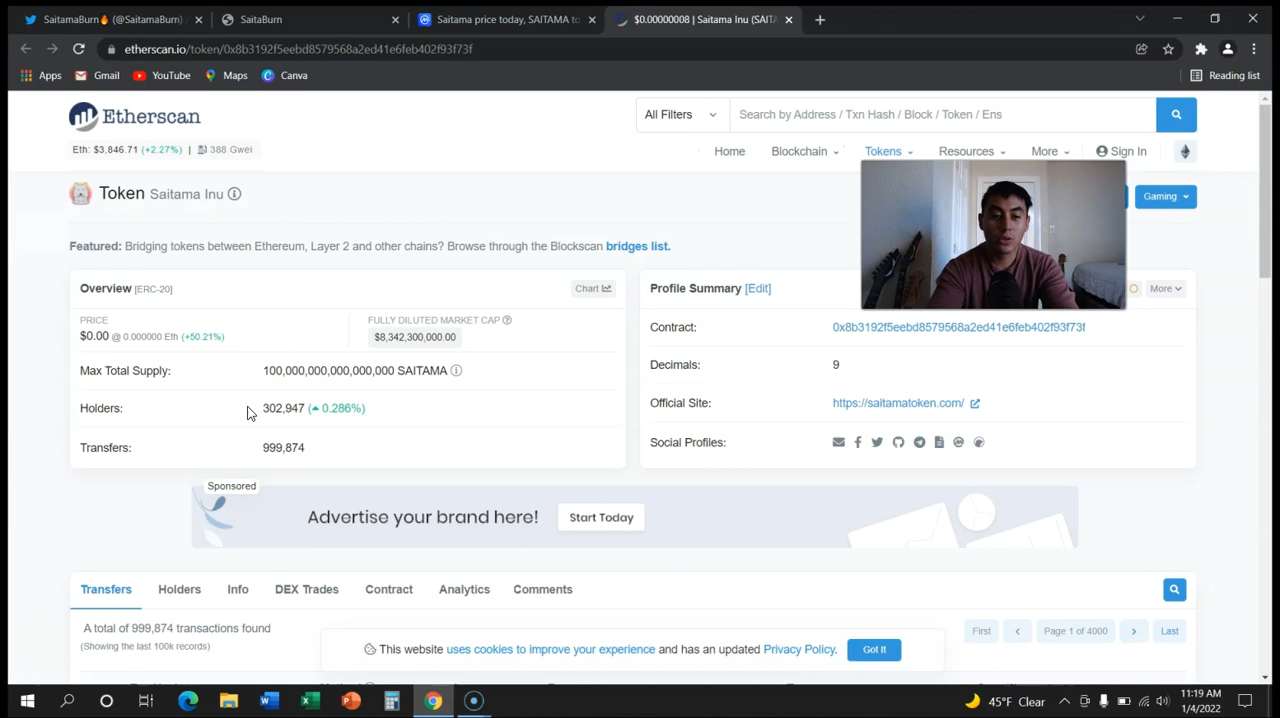 SaitamaBurn🔥 (@SaitamaBurn)
SaitaBurn
Saitama price today, SAITAMA to
$0.00000008 | Saitama Inu (SAITA
etherscan.io/token/0x8b3192f5eebd8579568a2ed41e6feb402f93f73f
Apps Gmail YouTube Maps Canva Reading list
Etherscan
All Filters Search by Address / Txn Hash / Block / Token / Ens
Eth: $3,846.71 (+2.27%) | 388 Gwei
Home Blockchain Tokens Resources More Sign In
Token Saitama Inu
Gaming
Featured: Bridging tokens between Ethereum, Layer 2 and other chains? Browse through the Blockscan bridges list.
Overview [ERC-20] Chart
PRICE
$0.00 @ 0.000000 Eth (+50.21%)
FULLY DILUTED MARKET CAP
$8,342,300,000.00
Max Total Supply: 100,000,000,000,000,000 SAITAMA
Holders: 302,947 (0.286%)
Transfers: 999,874
Profile Summary [Edit] More
Contract: 0x8b3192f5eebd8579568a2ed41e6feb402f93f73f
Decimals: 9
Official Site: https://saitamatoken.com/
Social Profiles:
Sponsored
Advertise your brand here! Start Today
Transfers Holders Info DEX Trades Contract Analytics Comments
A total of 999,874 transactions found
(Showing the last 100k records)
First Page 1 of 4000 Last
This website uses cookies to improve your experience and has an updated Privacy Policy. Got It
45°F Clear
11:19 AM
1/4/2022